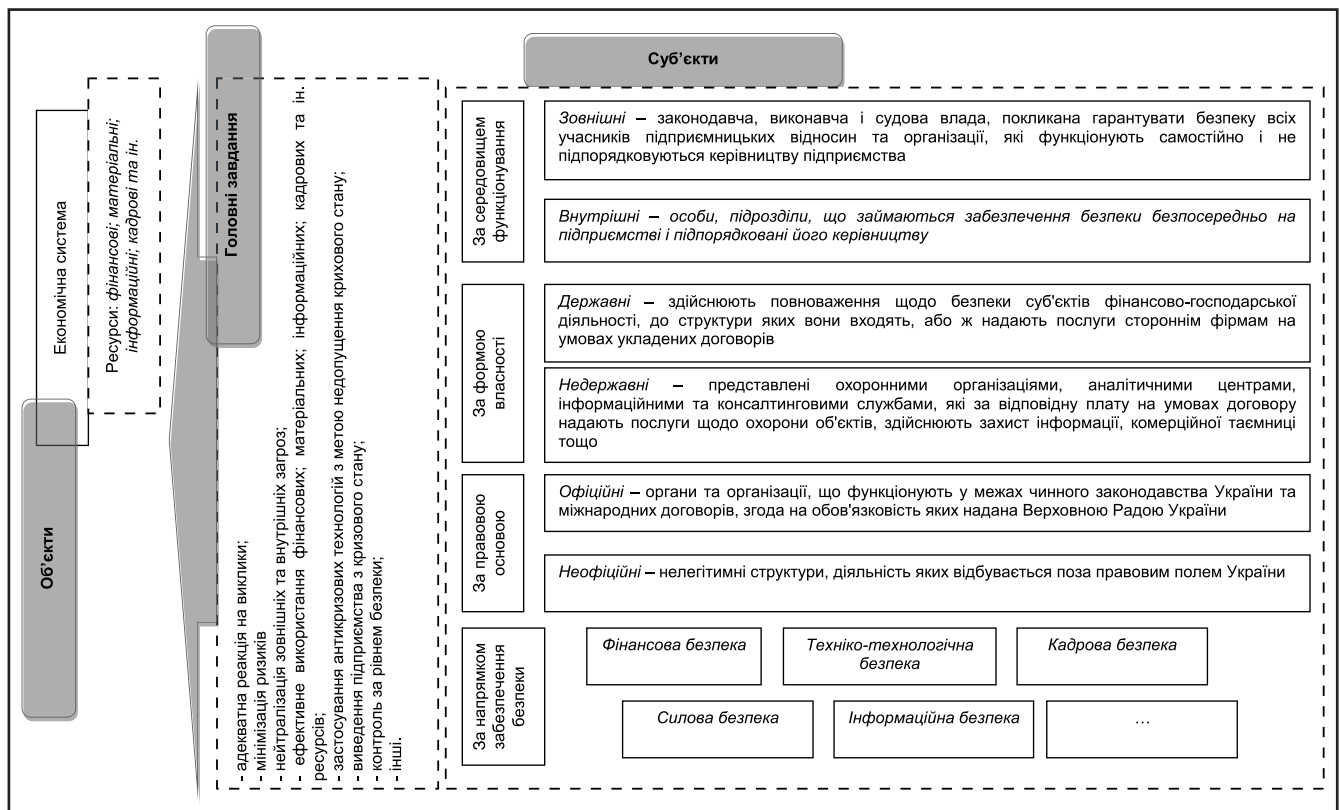 Об’єкти
Економічна система
Ресурси: фінансові; матеріальні;
інформаційні; кадрові та ін.
Головні завдання
- адекватна реакція на виклики;
- мінімізація ризиків
- нейтралізація зовнішніх та внутрішніх загроз;
- ефективне використання фінансових; матеріальних; інформаційних; кадрових та ін.
ресурсів;
- застосування антикризових технологій з метою недопущення крихового стану;
- виведення підприємства з кризового стану;
- контроль за рівнем безпеки;
- інші.
Суб’єкти
За середовищем
функціонування
Зовнішні – законодавча, виконавча і судова влада, покликана гарантувати безпеку всіх
учасників підприємницьких відносин та організації, які функціонують самостійно і не
підпорядковуються керівництву підприємства
Внутрішні – особи, підрозділи, що займаються забезпечення безпеки безпосередньо на
підприємстві і підпорядковані його керівництву
За формою
власності
Державні – здійснюють повноваження щодо безпеки суб'єктів фінансово-господарської
діяльності, до структури яких вони входять, або ж надають послуги стороннім фірмам на
умовах укладених договорів
Недержавні – представлені охоронними організаціями, аналітичними центрами,
інформаційними та консалтинговими службами, які за відповідну плату на умовах договору
надають послуги щодо охорони об'єктів, здійснюють захист інформації, комерційної таємниці
тощо
За правовою
основою
Офіційні – органи та організації, що функціонують у межах чинного законодавства України та
міжнародних договорів, згода на обов'язковість яких надана Верховною Радою України
Неофіційні – нелегітимні структури, діяльність яких відбувається поза правовим полем України
За напрямком
забезпечення
безпеки
Фінансова безпека
Техніко-технологічна
безпека
Кадрова безпека
Силова безпека
Інформаційна безпека
…